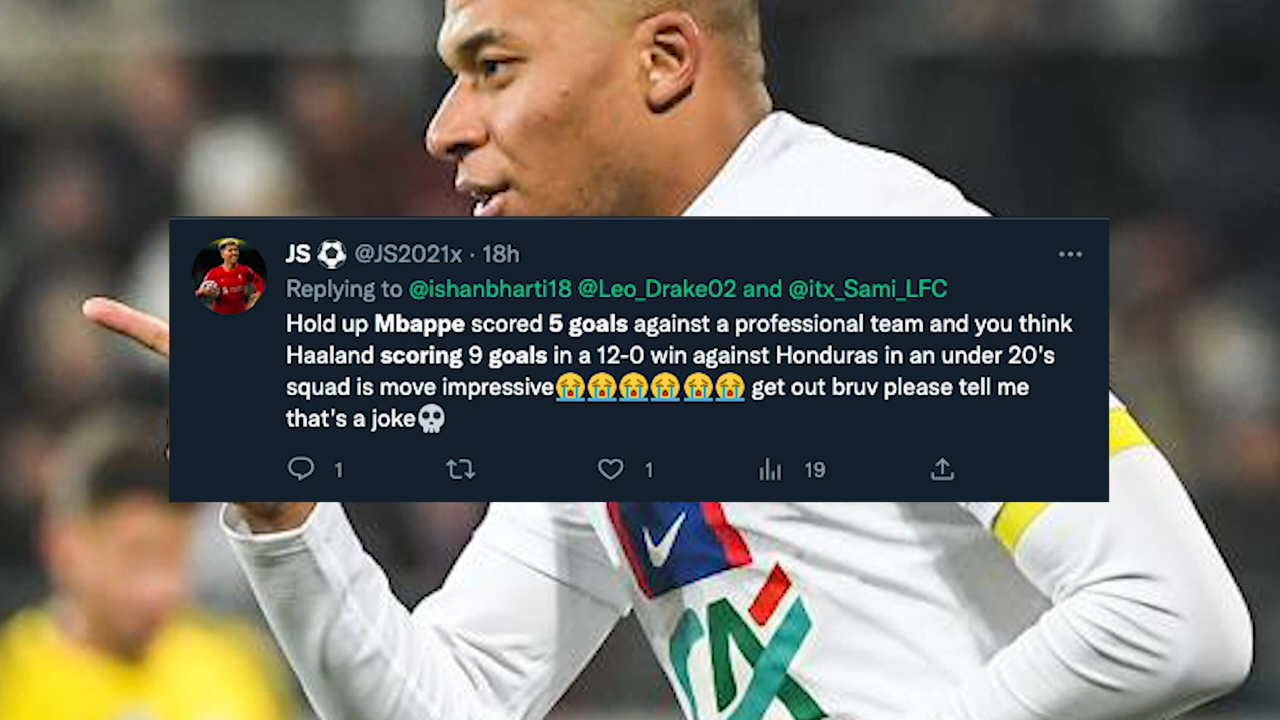 JS ⚽ @JS2021x · 18h
Replying to @ishanbharti18 @Leo_Drake02 and @itx_Sami_LFC
Hold up Mbappe scored 5 goals against a professional team and you think
Haaland scoring 9 goals in a 12-0 win against Honduras in an under 20's
squad is move impressive😭😭😭😭😭😭 get out bruv please tell me
that's a joke💀
1 1 19
CA